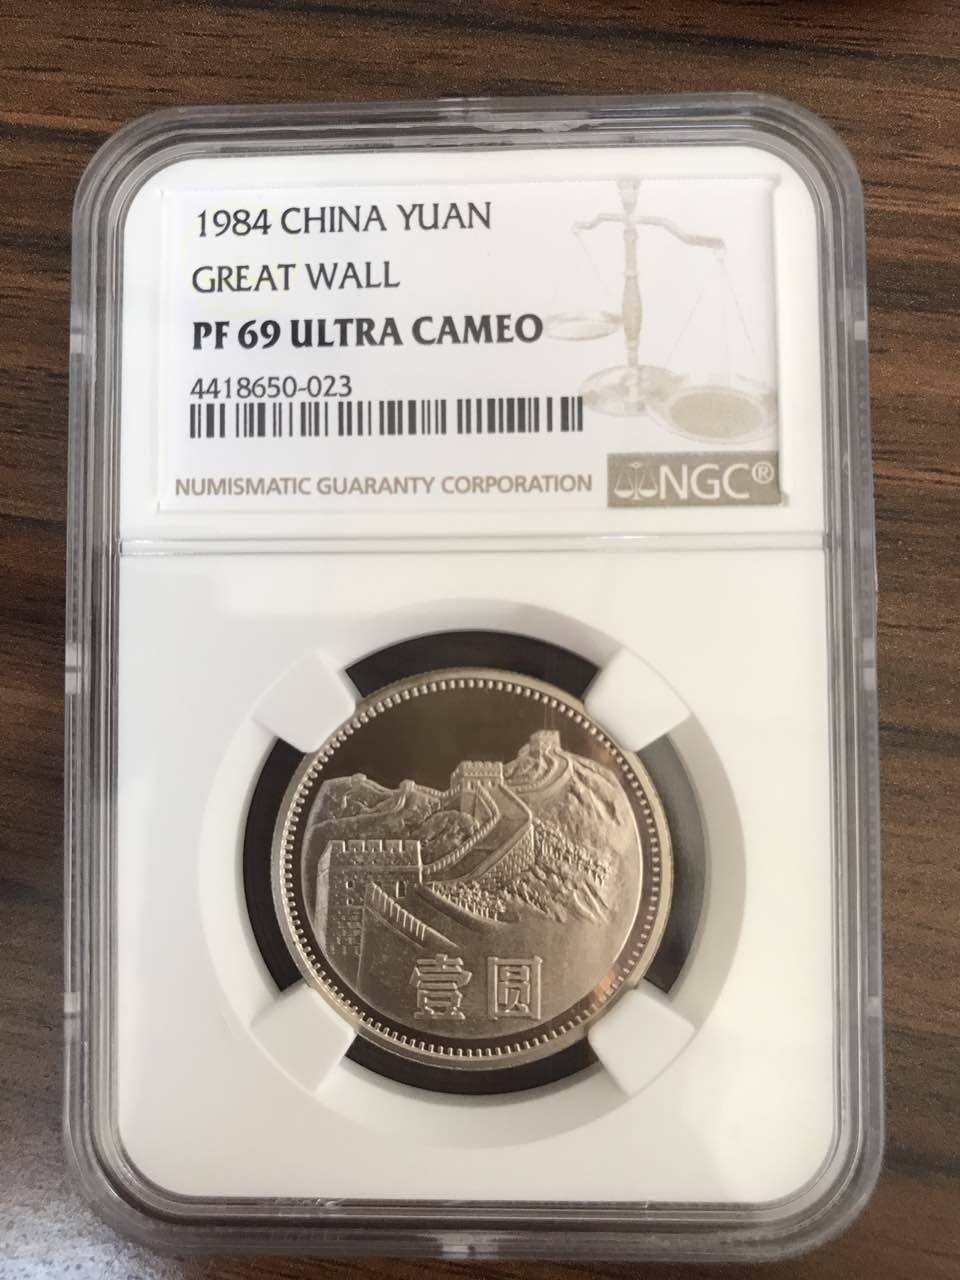 1984 CHINA YUAN
GREAT WALL
PF 69 ULTRA CAMEO
4418650-023
NUMISMATIC GUARANTY CORPORATION NGC®
壹圆